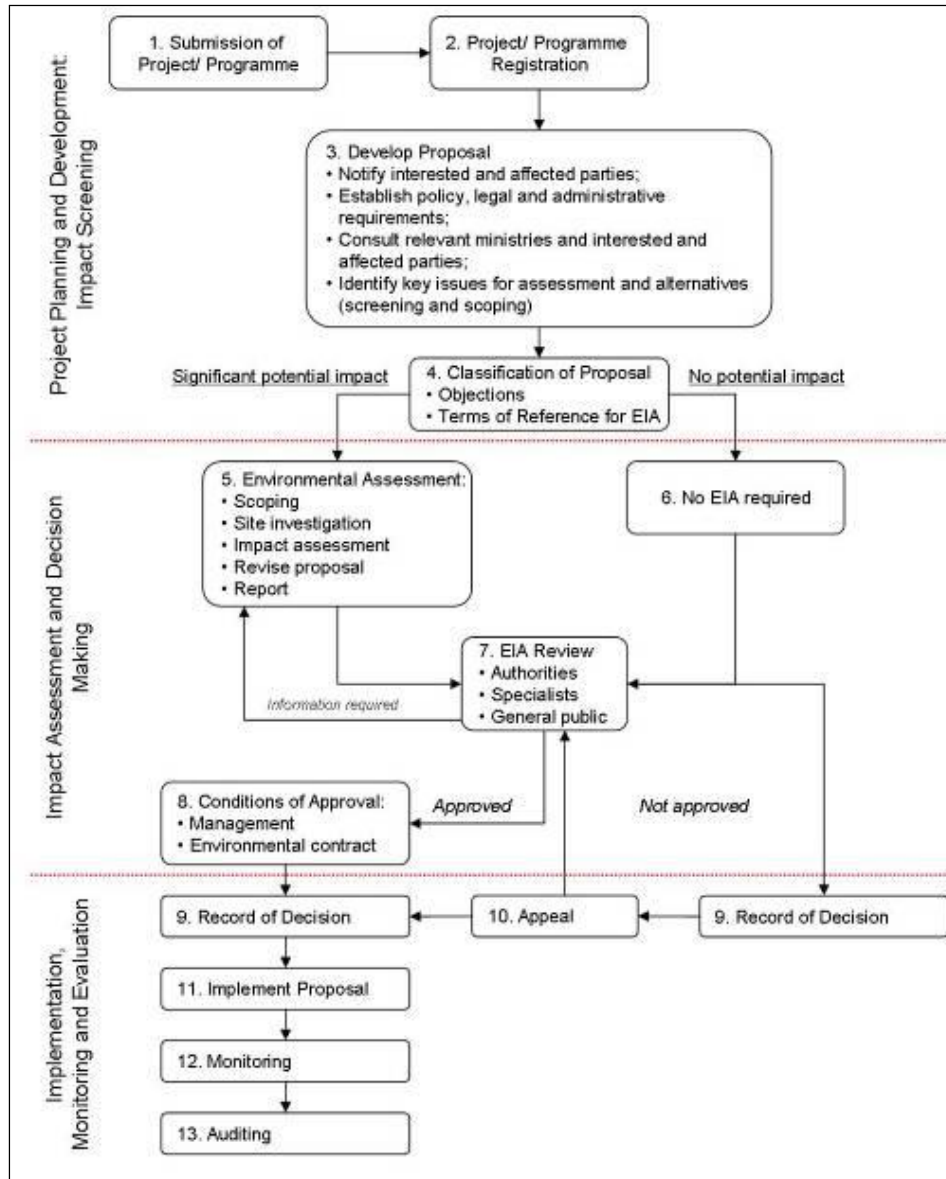 Project Planning and Development:
Impact Screening
1. Submission of
Project/ Programme
2. Project/ Programme
Registration
3. Develop Proposal
• Notify interested and affected parties;
• Establish policy, legal and administrative
requirements;
• Consult relevant ministries and interested and
affected parties;
• Identify key issues for assessment and alternatives
(screening and scoping)
Significant potential impact
4. Classification of Proposal
• Objections
• Terms of Reference for EIA
No potential impact
Impact Assessment and Decision
Making
5. Environmental Assessment:
• Scoping
• Site investigation
• Impact assessment
• Revise proposal
• Report
6. No EIA required
7. EIA Review
• Authorities
• Specialists
• General public
Information required
8. Conditions of Approval:
• Management
• Environmental contract
Approved
Not approved
Implementation,
Monitoring and Evaluation
9. Record of Decision
10. Appeal
9. Record of Decision
11. Implement Proposal
12. Monitoring
13. Auditing